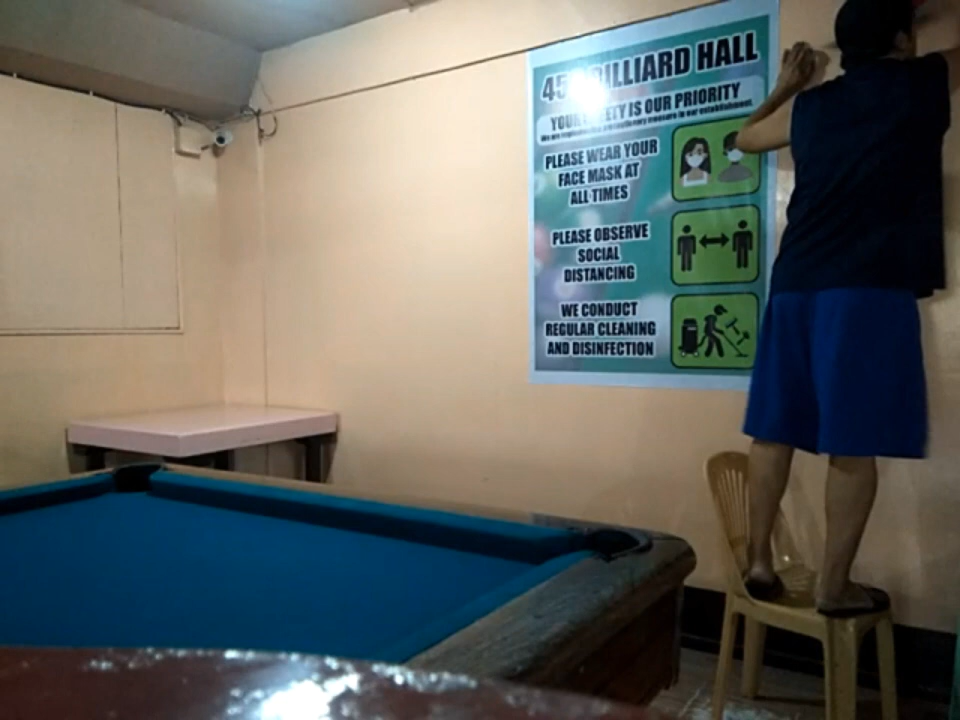 BILLIARD HALL
YOUR SAFETY IS OUR PRIORITY
PLEASE WEAR YOUR
FACE MASK AT
ALL TIMES
PLEASE OBSERVE
SOCIAL
DISTANCING
WE CONDUCT
REGULAR CLEANING
AND DISINFECTION